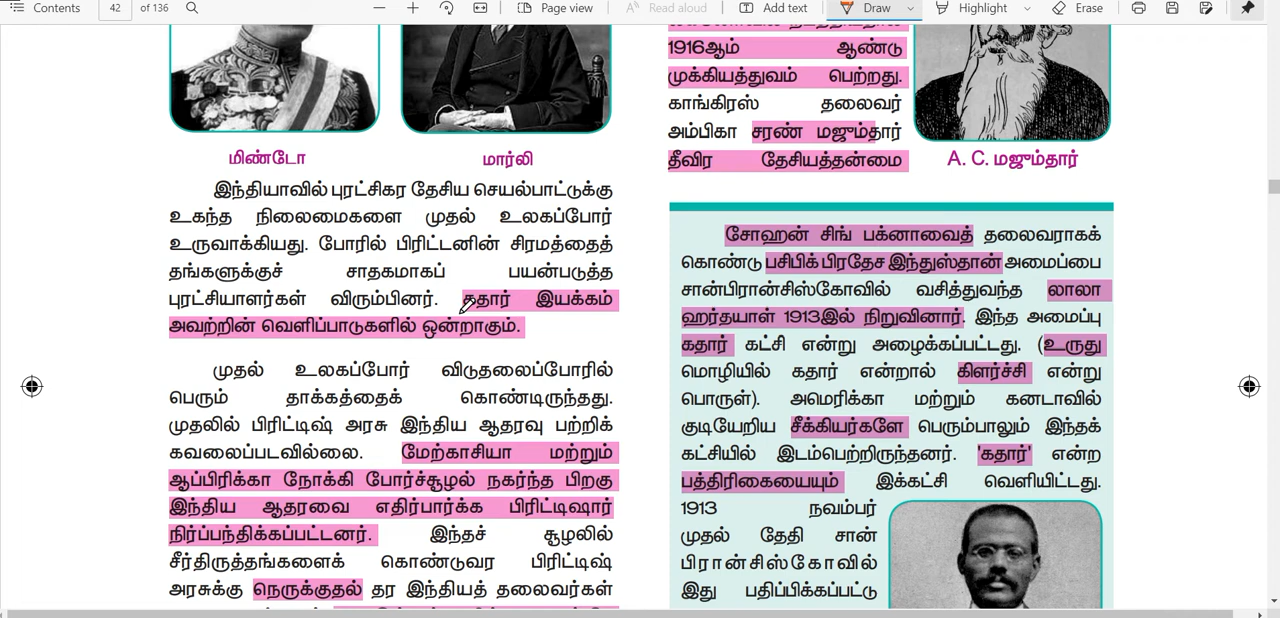 Contents
42
of 136
Page view
Read aloud
Add text
Draw
Highlight
Erase
மிண்டோ
மார்லி
இந்தியாவில் புரட்சிகர தேசிய செயல்பாட்டுக்கு
உகந்த நிலைமைகளை முதல் உலகப்போர்
உருவாக்கியது. போரில் பிரிட்டனின் சிரமத்தைத்
தங்களுக்குச் சாதகமாகப் பயன்படுத்த
புரட்சியாளர்கள் விரும்பினர். கதார் இயக்கம்
அவற்றின் வெளிப்பாடுகளில் ஒன்றாகும்.
முதல் உலகப்போர் விடுதலைப்போரில்
பெரும் தாக்கத்தைக் கொண்டிருந்தது.
முதலில் பிரிட்டிஷ் அரசு இந்திய ஆதரவு பற்றிக்
கவலைப்படவில்லை. மேற்காசியா மற்றும்
ஆப்பிரிக்கா நோக்கி போர்ச்சூழல் நகர்ந்த பிறகு
இந்திய ஆதரவை எதிர்பார்க்க பிரிட்டிஷார்
நிர்ப்பந்திக்கப்பட்டனர். இந்தச் சூழலில்
சீர்திருத்தங்களைக் கொண்டுவர பிரிட்டிஷ்
அரசுக்கு நெருக்குதல் தர இந்தியத் தலைவர்கள்
1916ஆம் ஆண்டு
முக்கியத்துவம் பெற்றது.
காங்கிரஸ் தலைவர்
அம்பிகா சரண் மஜும்தார்
தீவிர தேசியத்தன்மை
A. C. மஜும்தார்
சோஹன் சிங் பக்னாவைத் தலைவராகக்
கொண்டு பசிபிக் பிரதேச இந்துஸ்தான் அமைப்பை
சான்பிரான்சிஸ்கோவில் வசித்துவந்த லாலா
ஹர்தயாள் 1913இல் நிறுவினார். இந்த அமைப்பு
கதார் கட்சி என்று அழைக்கப்பட்டது. (உருது
மொழியில் கதார் என்றால் கிளர்ச்சி என்று
பொருள்). அமெரிக்கா மற்றும் கனடாவில்
குடியேறிய சீக்கியர்களே பெரும்பாலும் இந்தக்
கட்சியில் இடம்பெற்றிருந்தனர். 'கதார்' என்ற
பத்திரிகையையும் இக்கட்சி வெளியிட்டது.
1913 நவம்பர்
முதல் தேதி சான்
பிரான்சிஸ்கோவில்
இது பதிப்பிக்கப்பட்டு